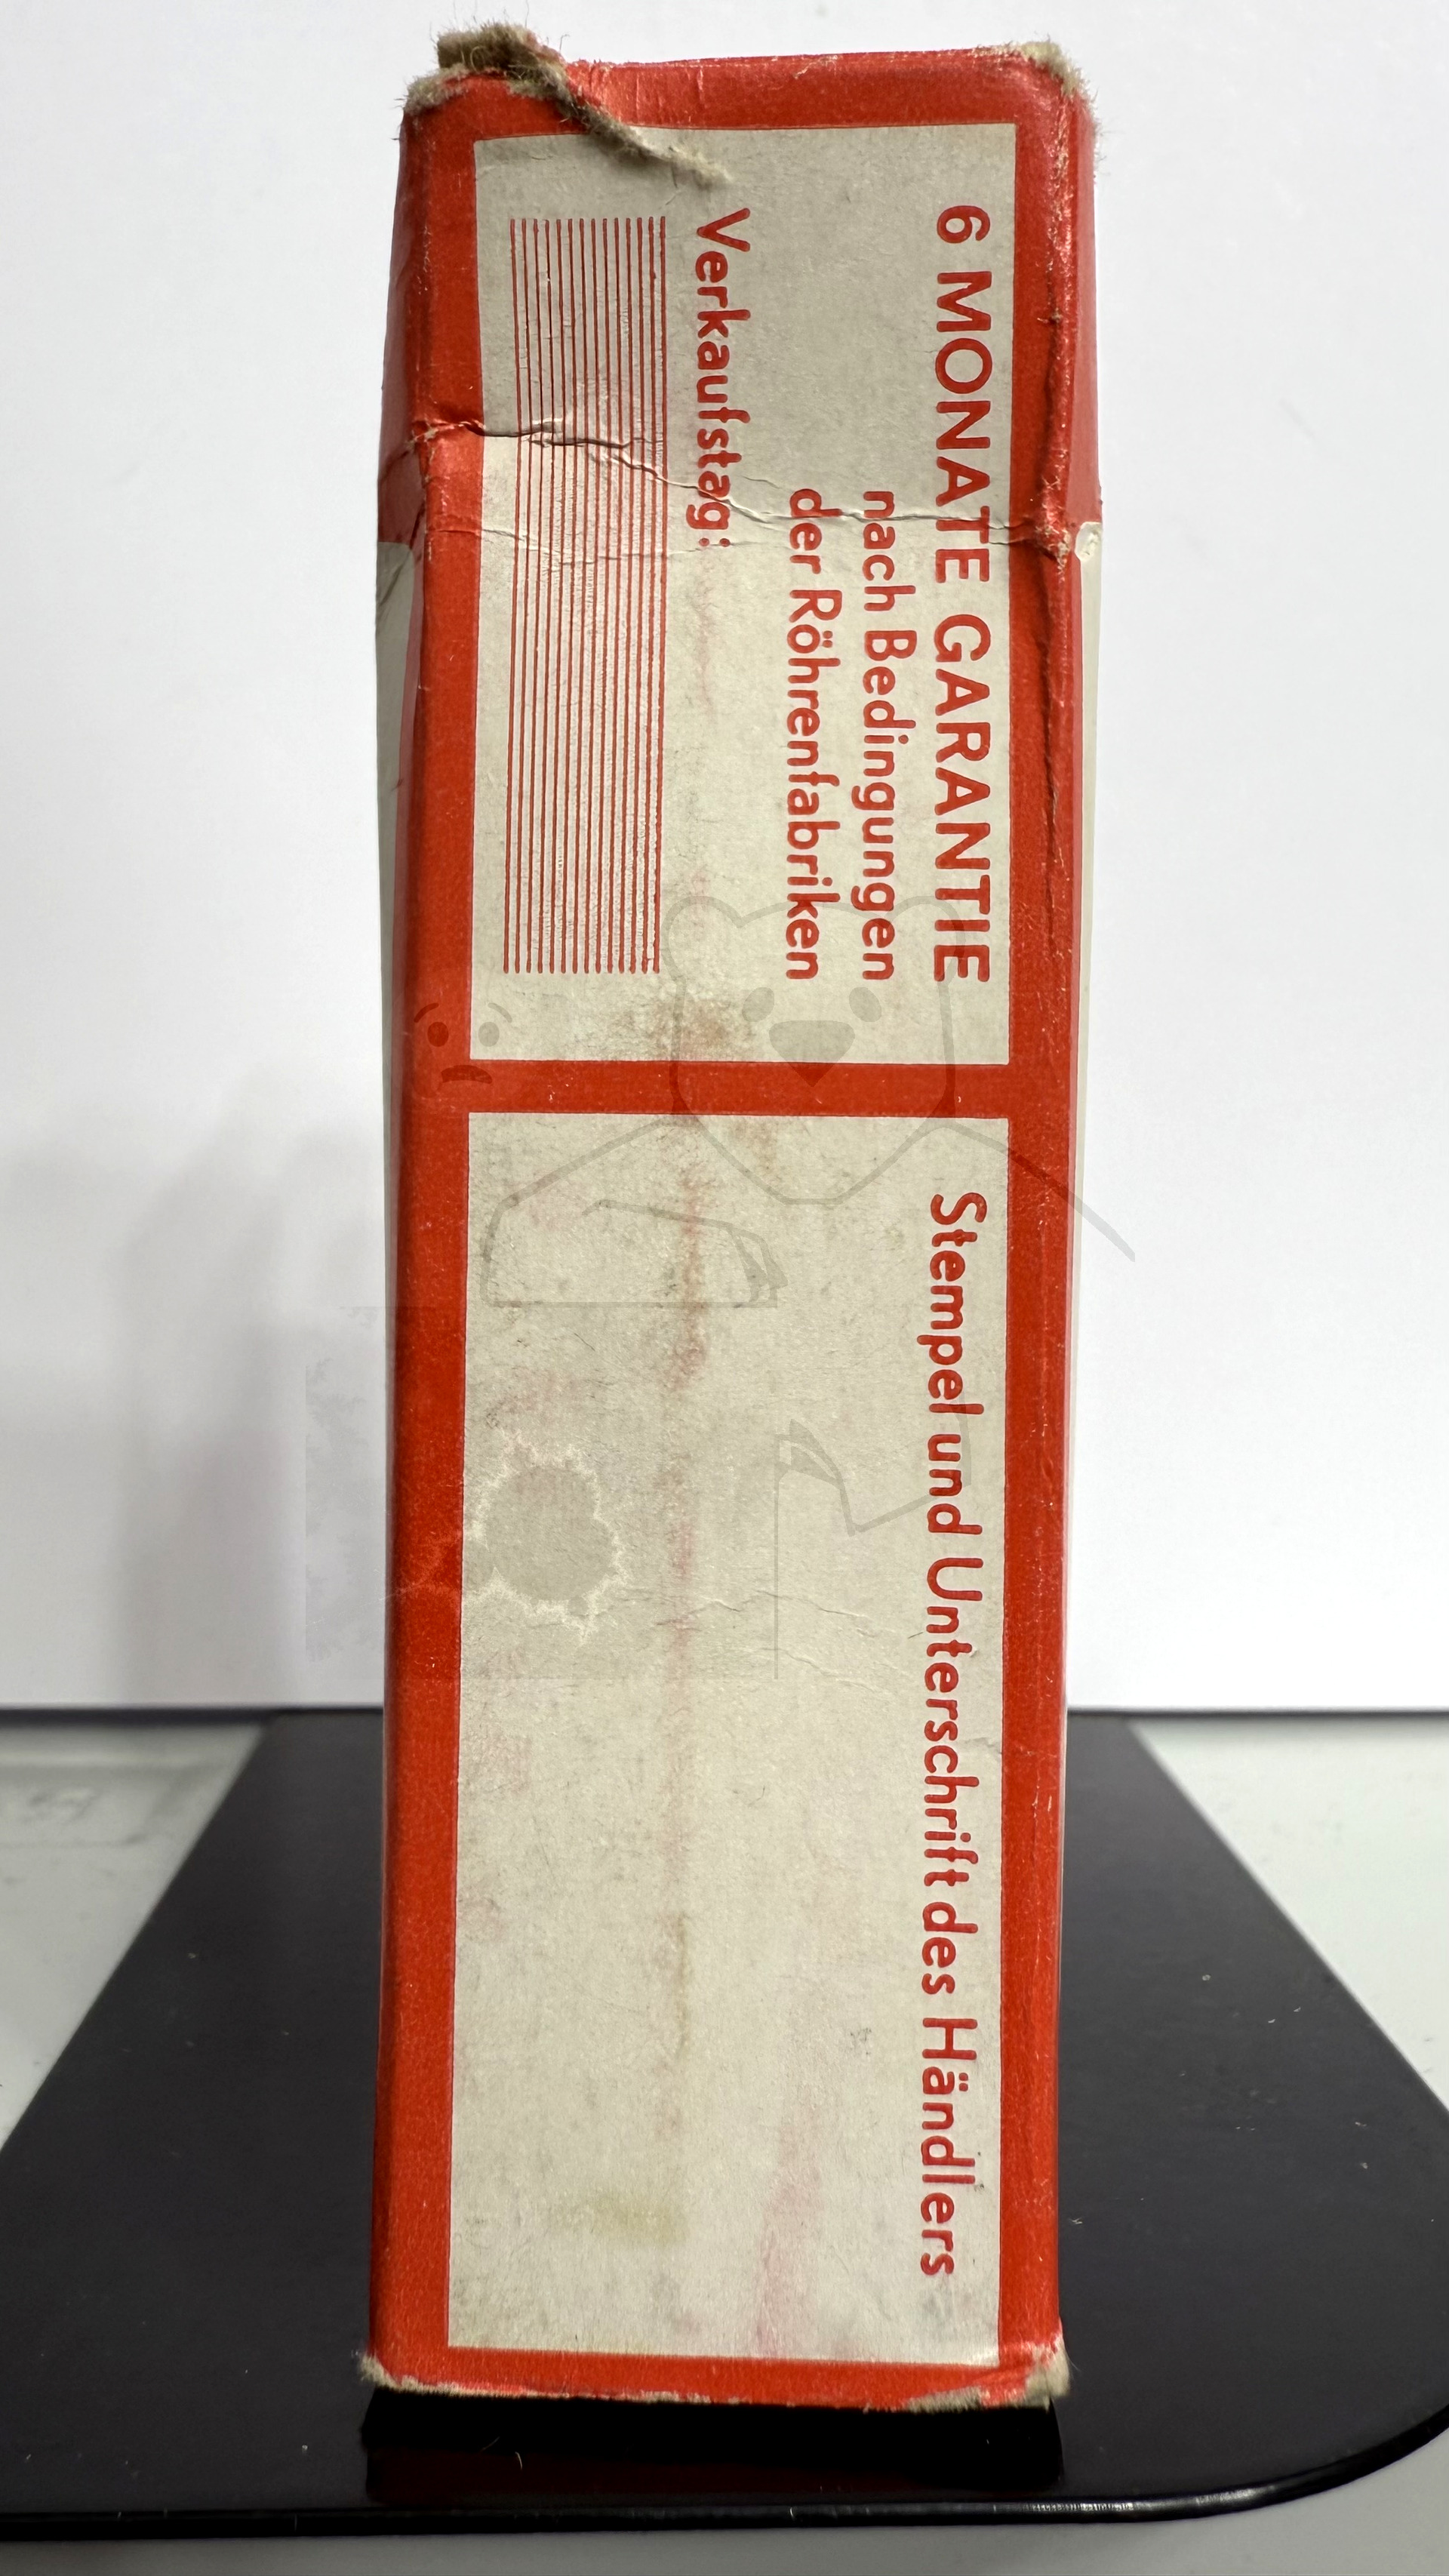 6 MONATE GARANTIE
nach Bedingungen
der Röhrenfabriken
Verkaufstag:
Stempel und Unterschrift des Händlers